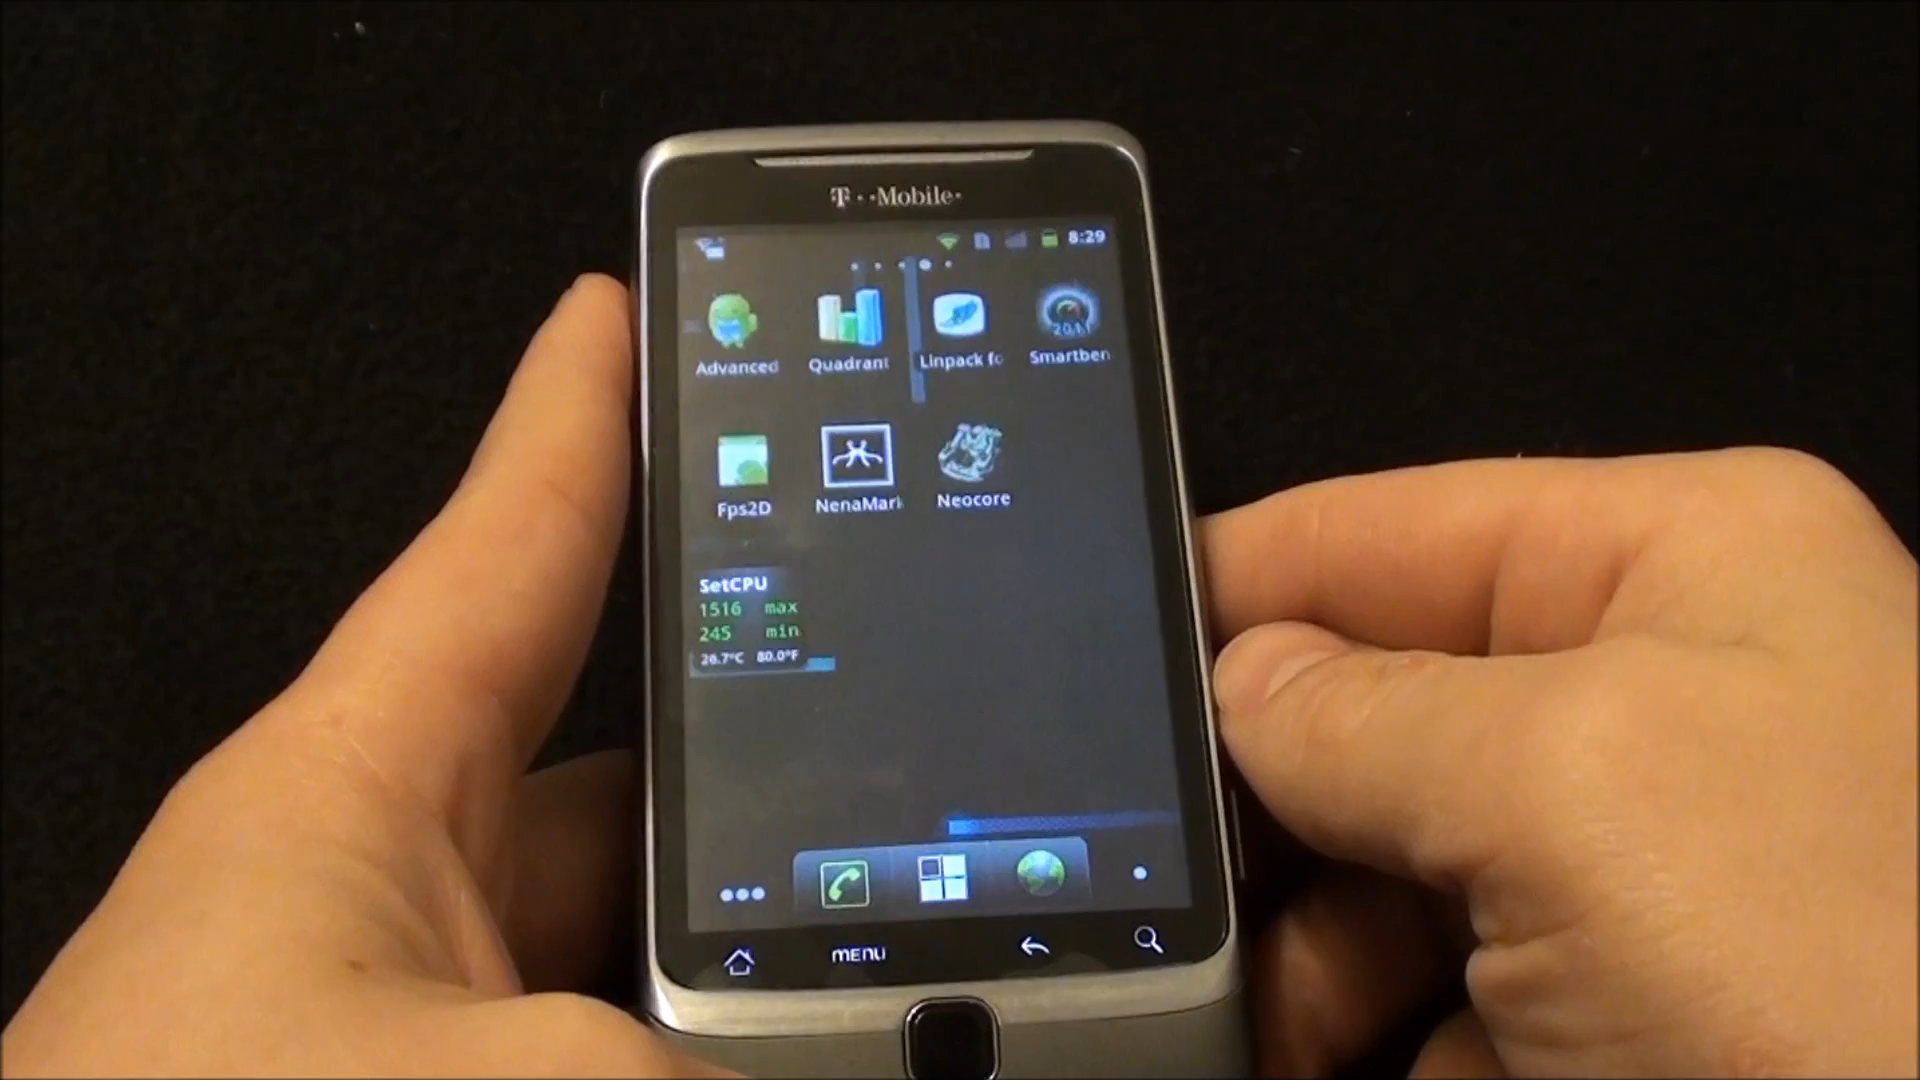 T··Mobile·
8:29
Advanced
Quadrant
Linpack fo
2011
Smartben
Fps2D
NenaMark
Neocore
SetCPU
1516 max
245 min
26.7°C 80.0°F
MENU